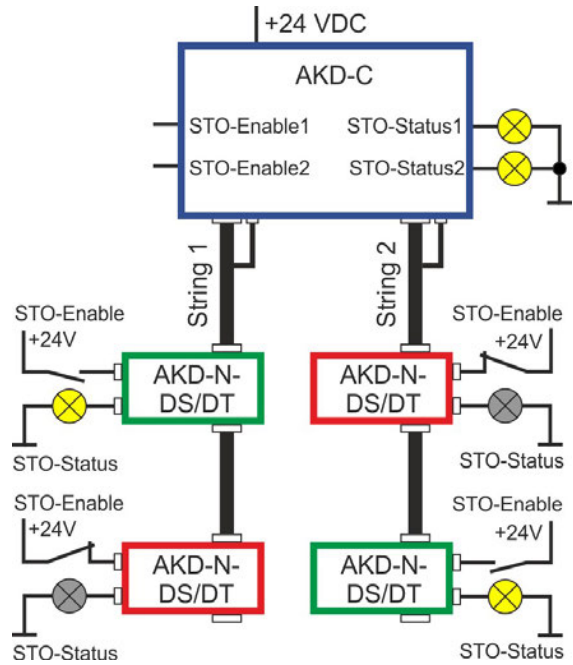 +24 VDC
AKD-C
STO-Enable1
STO-Status1
STO-Enable2
STO-Status2
String 1
String 2
STO-Enable
+24V
AKD-N-
DS/DT
STO-Status
STO-Enable
+24V
AKD-N-
DS/DT
STO-Status
STO-Enable
+24V
AKD-N-
DS/DT
STO-Status
STO-Enable
+24V
AKD-N-
DS/DT
STO-Status